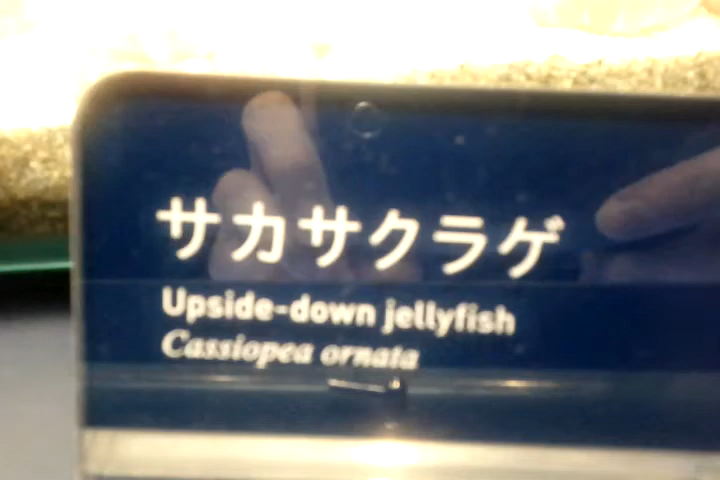 サカサクラゲ
Upside-down jellyfish
Cassiopea ornata